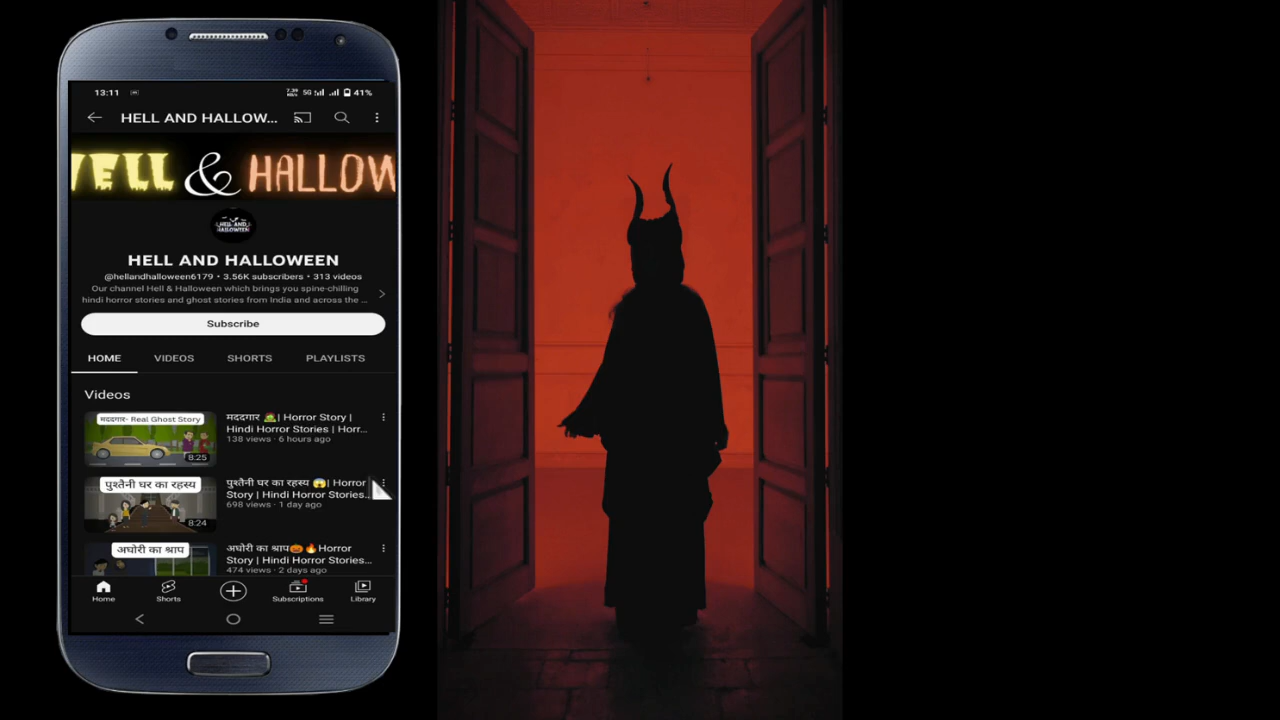 13:11 5G 41%
HELL AND HALLOW...
HELL & HALLOW
HELL AND
HALLOWEEN
HELL AND HALLOWEEN
@hellandhalloween6179 • 3.56K subscribers • 313 videos
Our channel Hell & Halloween which brings you spine-chilling
hindi horror stories and ghost stories from India and across the ...
Subscribe
HOME VIDEOS SHORTS PLAYLISTS
Videos
मददगार- Real Ghost Story
8:25
मददगार 🧟| Horror Story |
Hindi Horror Stories | Horr...
138 views · 6 hours ago
पुश्तैनी घर का रहस्य
8:24
पुश्तैनी घर का रहस्य 😱| Horror
Story | Hindi Horror Stories...
698 views · 1 day ago
अघोरी का श्राप
अघोरी का श्राप🎃🔥Horror
Story | Hindi Horror Stories...
474 views · 2 days ago
Home Shorts Subscriptions Library